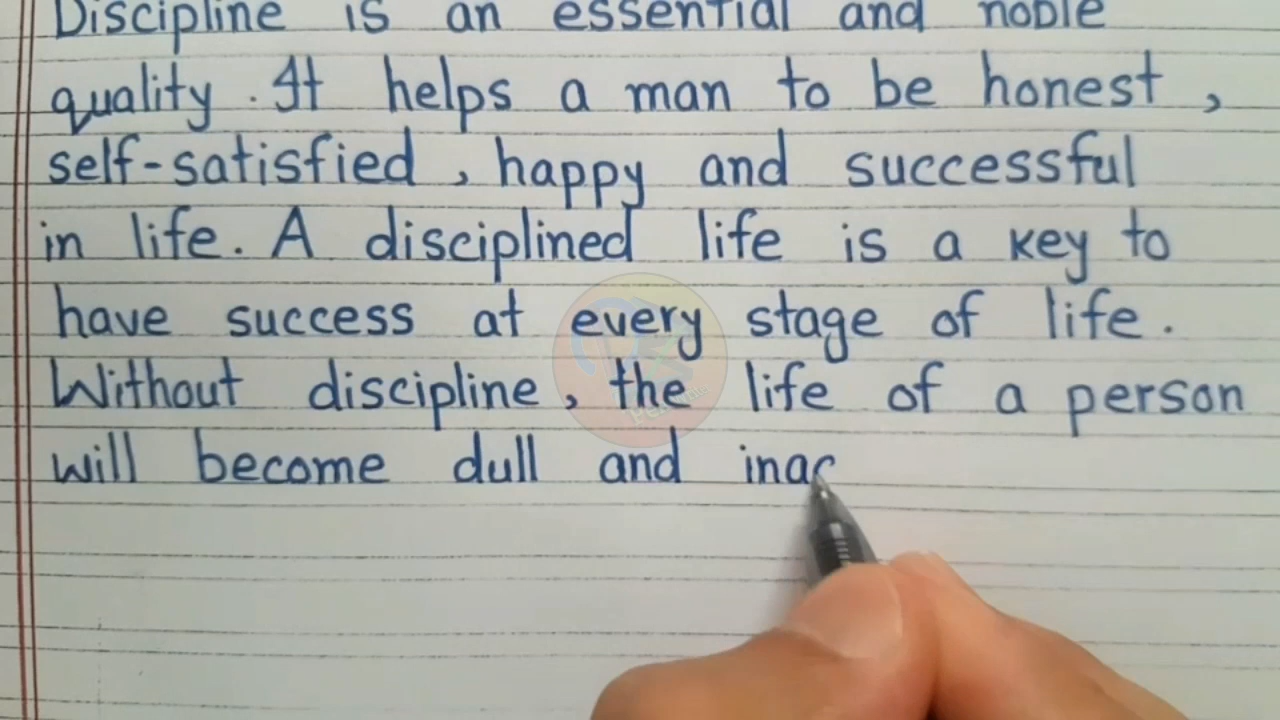 Discipline is an essential and noble
quality. It helps a man to be honest,
self-satisfied, happy and successful
in life. A disciplined life is a key to
have success at every stage of life.
Without discipline, the life of a person
will become dull and inac